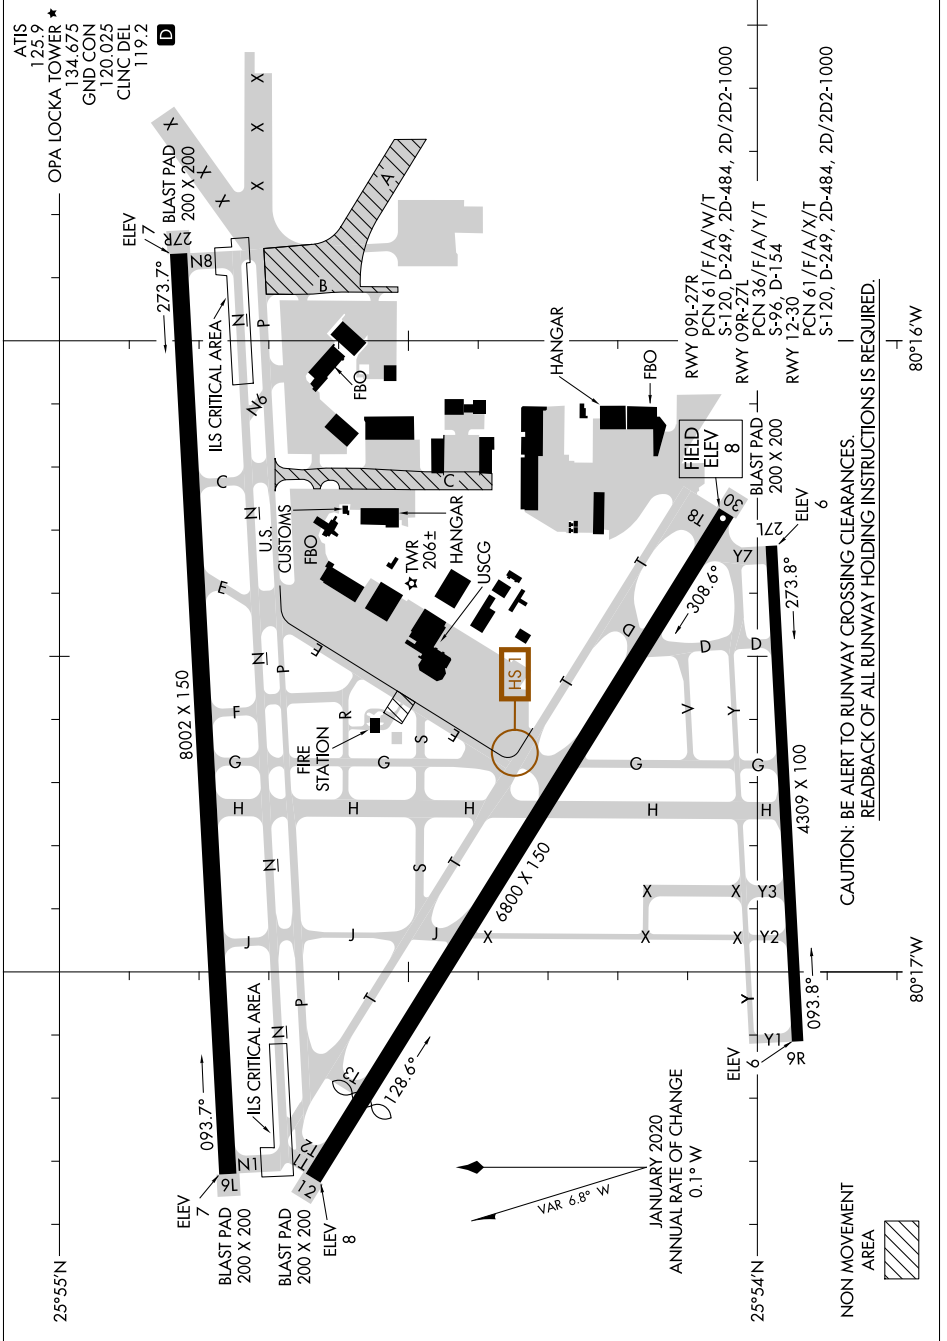 ATIS
125.9
OPA LOCKA TOWER ★
134.675
GND CON
120.025
CLNC DEL
119.2
D
25°55'N
X
X
X
X
X
X
BLAST PAD
200 X 200
ELEV
7
27R
273.7°
N8
A
B
ILS CRITICAL AREA
N
P
N6
FBO
HANGAR
FBO
RWY 09L-27R
PCN 61/F/A/W/T
S-120, D-249, 2D-484, 2D/2D2-1000
RWY 09R-27L
PCN 36/F/A/Y/T
S-96, D-154
RWY 12-30
PCN 61/F/A/X/T
S-120, D-249, 2D-484, 2D/2D2-1000
80°16'W
C
N
C
U.S.
CUSTOMS
FBO
TWR
206±
HANGAR
USCG
FIELD
ELEV
8
BLAST PAD
200 X 200
30
T8
27L
ELEV
6
Y7
273.8°
308.6°
E
N
P
E
T
D
D
D
HS 1
T
8002 X 150
F
R
S
E
V
Y
G
FIRE
STATION
G
G
G
H
H
H
H
H
4309 X 100
N
S
T
6800 X 150
X
X
Y3
J
J
J
X
X
X
Y2
CAUTION: BE ALERT TO RUNWAY CROSSING CLEARANCES.
READBACK OF ALL RUNWAY HOLDING INSTRUCTIONS IS REQUIRED.
80°17'W
P
T
Y
093.8°
Y1
9R
ELEV
6
ILS CRITICAL AREA
N
T3
128.6°
093.7°
N1
T1
T2
9L
12
ELEV
7
BLAST PAD
200 X 200
BLAST PAD
200 X 200
ELEV
8
VAR 6.8° W
JANUARY 2020
ANNUAL RATE OF CHANGE
0.1° W
25°54'N
NON MOVEMENT
AREA